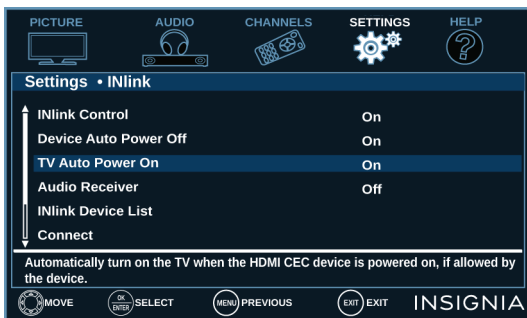 PICTURE AUDIO CHANNELS SETTINGS HELP
Settings • INlink
INlink Control On
Device Auto Power Off On
TV Auto Power On On
Audio Receiver Off
INlink Device List
Connect
Automatically turn on the TV when the HDMI CEC device is powered on, if allowed by
the device.
MOVE OK ENTER SELECT MENU PREVIOUS EXIT EXIT INSIGNIA